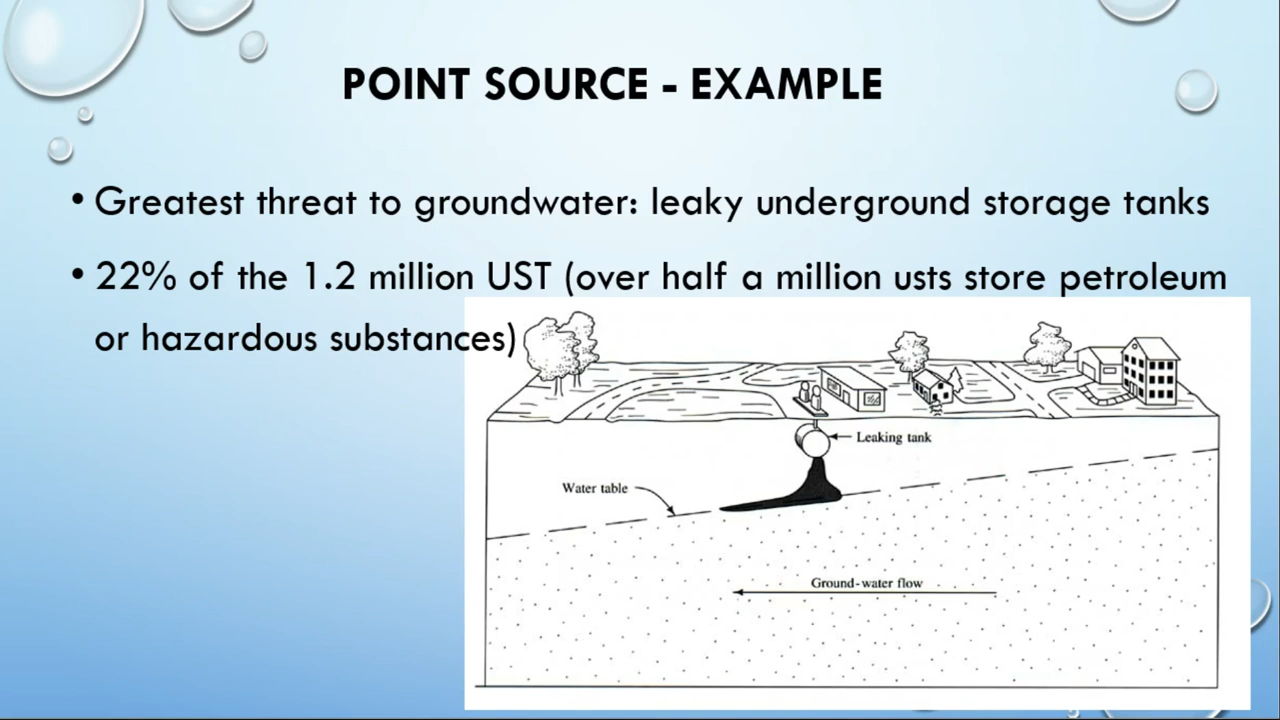 POINT SOURCE - EXAMPLE
• Greatest threat to groundwater: leaky underground storage tanks
• 22% of the 1.2 million UST (over half a million usts store petroleum
or hazardous substances)
Leaking tank
Water table
Ground-water flow